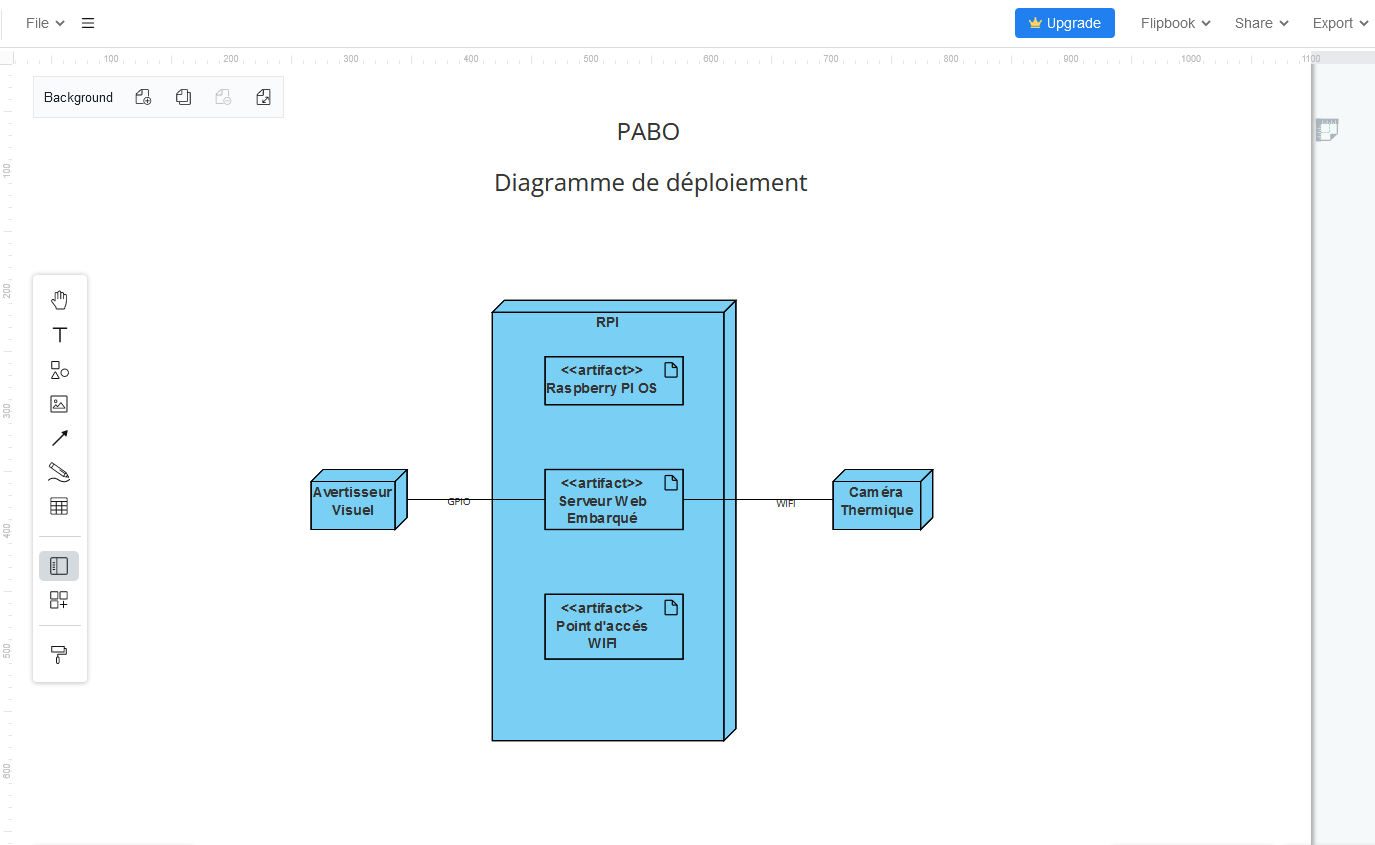 File
Upgrade
Flipbook
Share
Export
100 200 300 400 500 600 700 800 900 1000 1100
Background
PABO
Diagramme de déploiement
100
200
300
400
500
600
RPI
<<artifact>>
Raspberry PI OS
Avertisseur
Visuel
GPIO
<<artifact>>
Serveur Web
Embarqué
WIFI
Caméra
Thermique
<<artifact>>
Point d'accés
WIFI